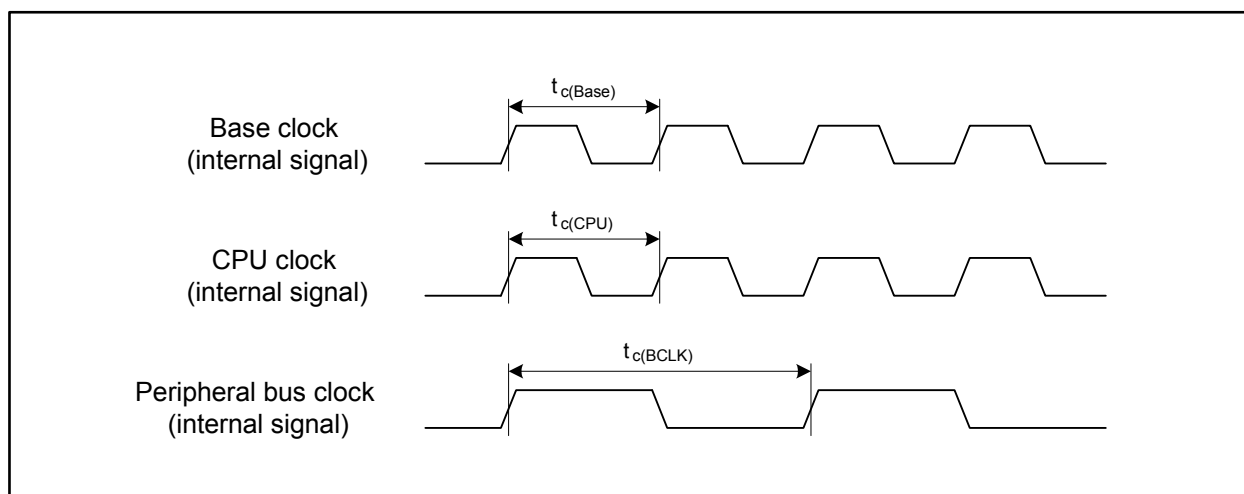 t c(Base)
Base clock
(internal signal)
t c(CPU)
CPU clock
(internal signal)
t c(BCLK)
Peripheral bus clock
(internal signal)